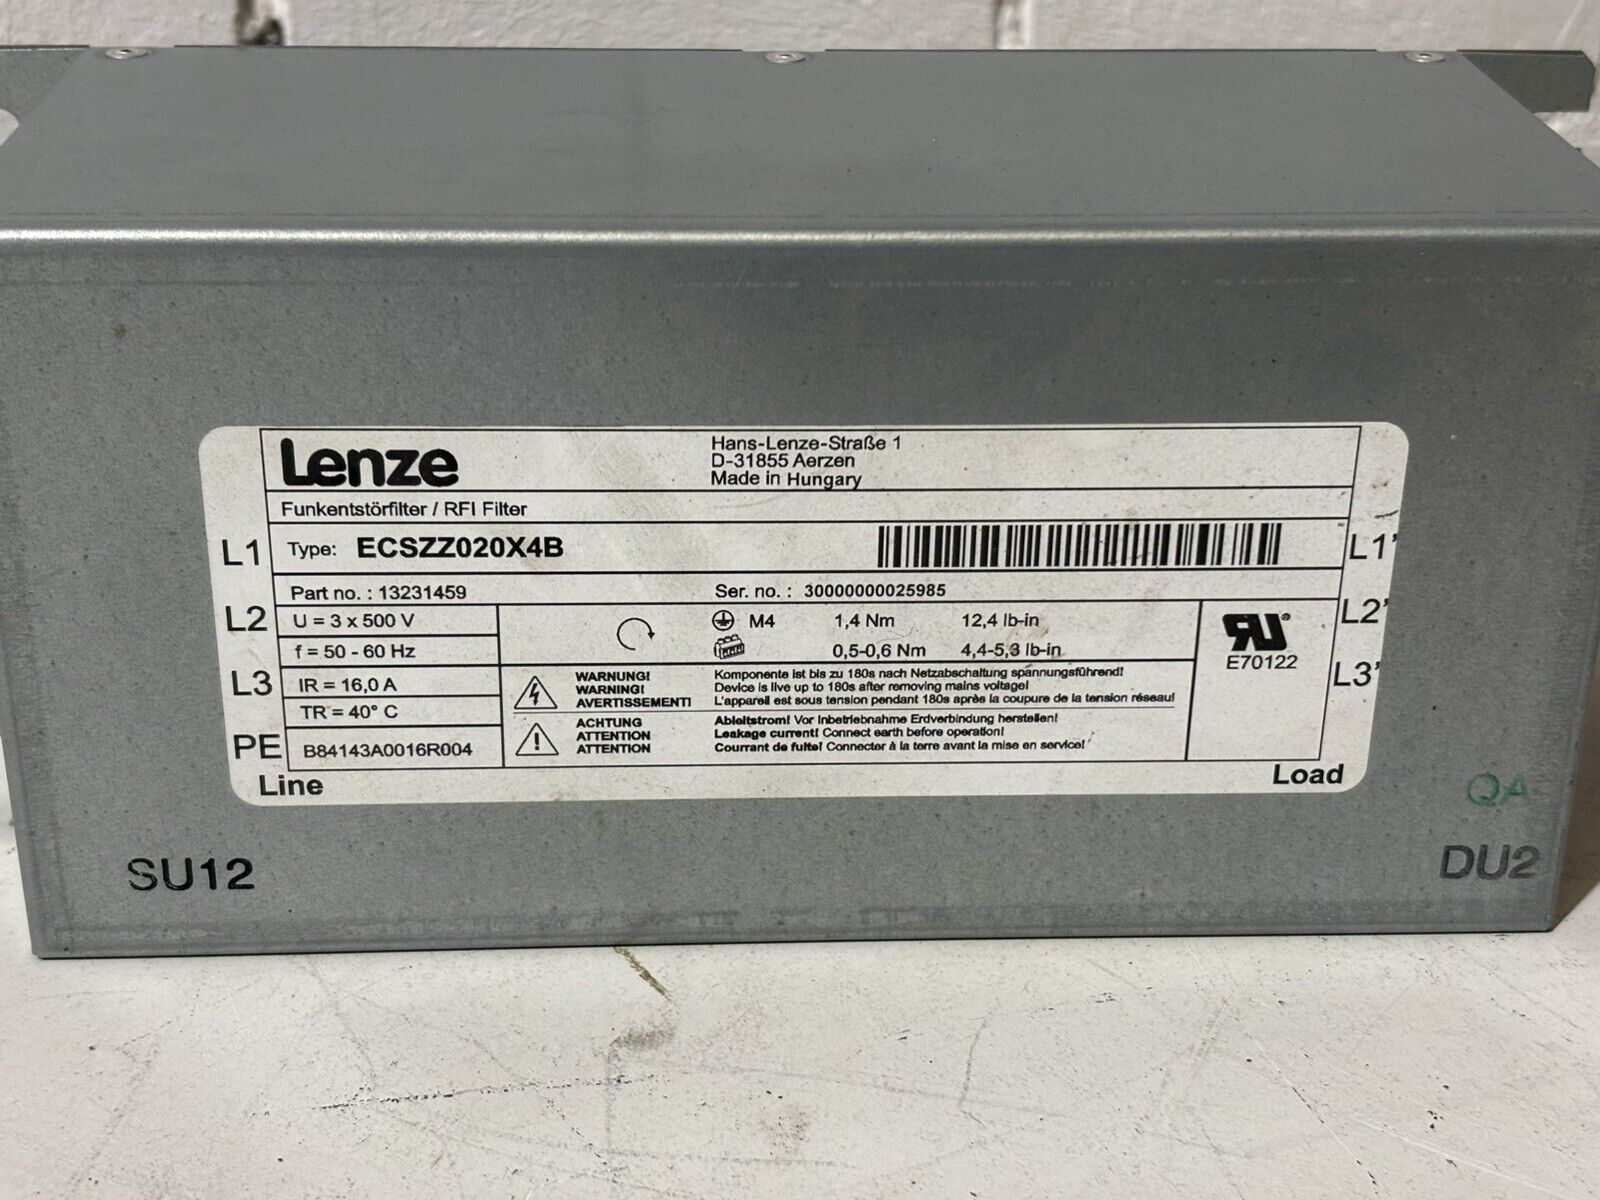 Lenze
Hans-Lenze-Straße 1
D-31855 Aerzen
Made in Hungary
Funkentstörfilter / RFI Filter
L1
Type: ECSZZ020X4B
L1'
Part no. : 13231459 Ser. no. : 30000000025985
L2
U = 3 x 500 V
f = 50 - 60 Hz
M4 1,4 Nm 12,4 lb-in
0,5-0,6 Nm 4,4-5,3 lb-in
RU®
E70122
L2'
L3
IR = 16,0 A
TR = 40° C
WARNUNG! Komponente ist bis zu 180s nach Netzabschaltung spannungsführend!
WARNING! Device is live up to 180s after removing mains voltage!
AVERTISSEMENT! L'appareil est sous tension pendant 180s après la coupure de la tension réseau!
L3'
ACHTUNG Ableitstrom! Vor Inbetriebnahme Erdverbindung herstellen!
ATTENTION Leakage current! Connect earth before operation!
ATTENTION Courrant de fuite! Connecter à la terre avant la mise en service!
PE
B84143A0016R004
Line
Load
QA
SU12
DU2